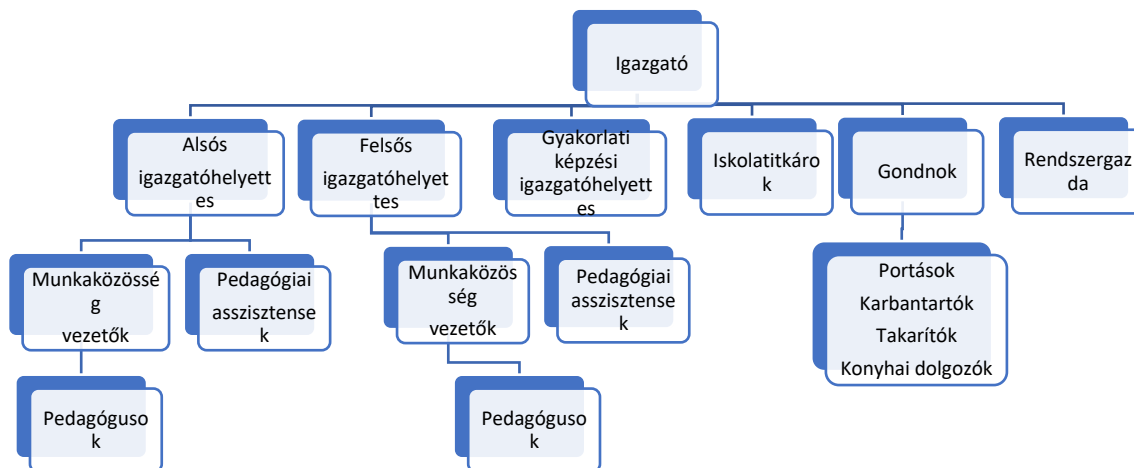 Igazgató
Alsós
igazgatóhelyett
es
Felsős
igazgatóhelyet
tes
Gyakorlati
képzési
igazgatóhelyett
es
Iskolatitkáro
k
Gondnok
Rendszergaz
da
Munkaközössé
g
vezetők
Pedagógiai
asszisztense
k
Munkaközös
ség
vezetők
Pedagógiai
asszisztense
k
Portások
Karbantartók
Takarítók
Konyhai dolgozók
Pedagóguso
k
Pedagóguso
k